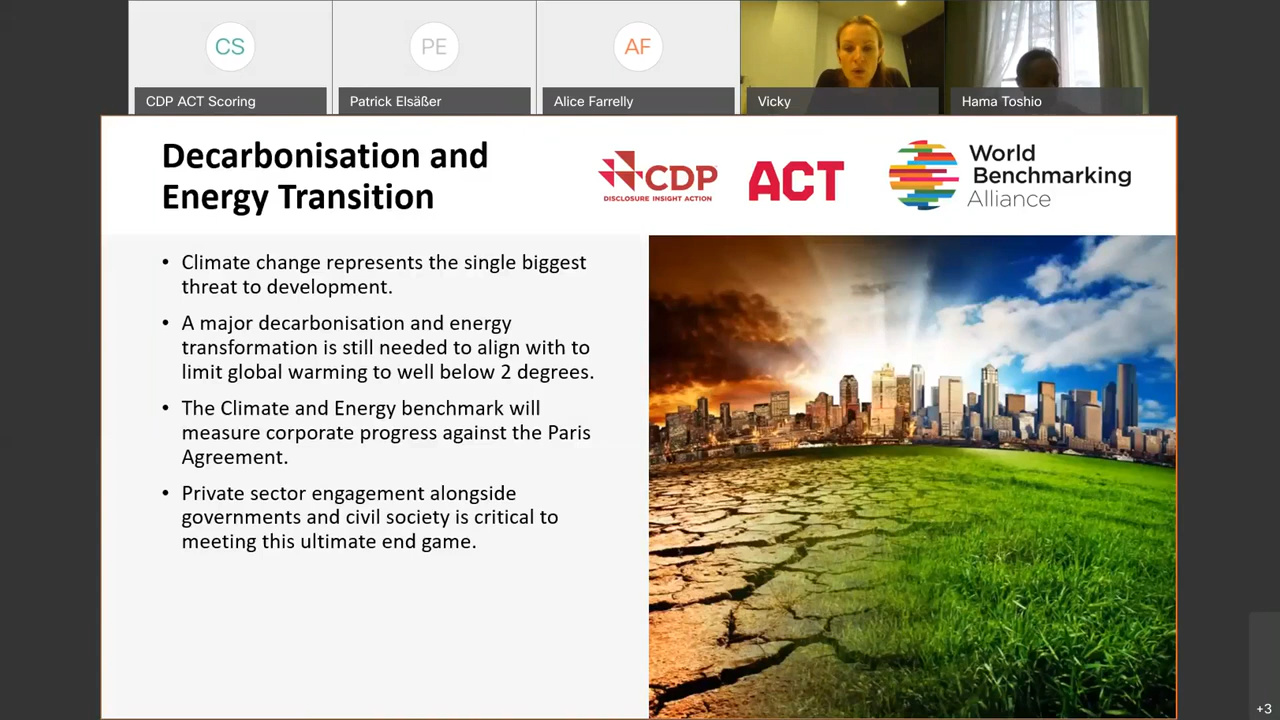 CS
PE
AF
CDP ACT Scoring
Patrick Elsäßer
Alice Farrelly
Vicky
Hama Toshio
Decarbonisation and
Energy Transition
CDP
DISCLOSURE INSIGHT ACTION
ACT
World
Benchmarking
Alliance
• Climate change represents the single biggest
threat to development.
• A major decarbonisation and energy
transformation is still needed to align with to
limit global warming to well below 2 degrees.
• The Climate and Energy benchmark will
measure corporate progress against the Paris
Agreement.
• Private sector engagement alongside
governments and civil society is critical to
meeting this ultimate end game.
+3